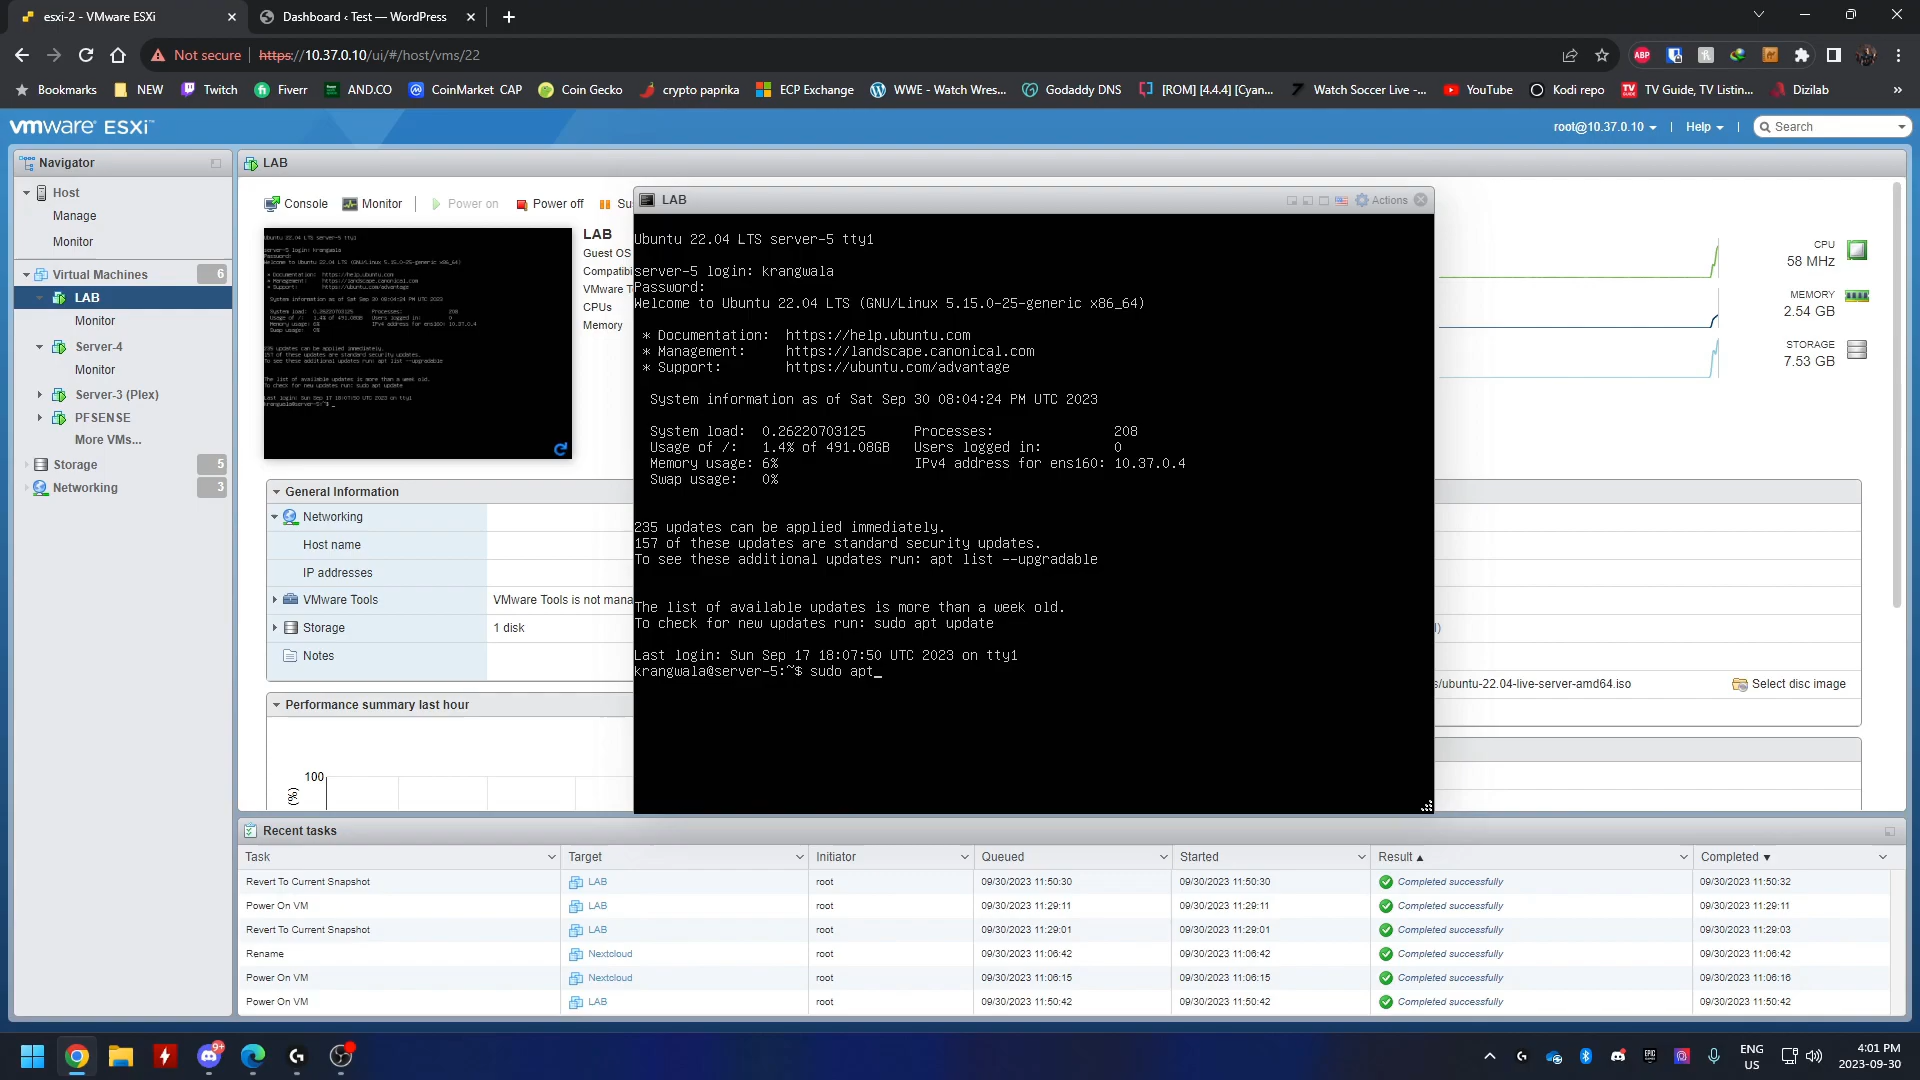 esxi-2 - VMware ESXi
Dashboard ‹ Test — WordPress
Not secure
https://10.37.0.10/ui/#/host/vms/22
ABP
Bookmarks
NEW
Twitch
Fiverr
AND.CO
CoinMarket CAP
Coin Gecko
crypto paprika
ECP Exchange
WWE - Watch Wres...
Godaddy DNS
[ROM] [4.4.4] [Cyan...
Watch Soccer Live -...
YouTube
Kodi repo
TV Guide, TV Listin...
Dizilab
vmware ESXi
root@10.37.0.10
Help
Search
Navigator
LAB
Host
Manage
Monitor
Virtual Machines
6
LAB
Monitor
Server-4
Monitor
Server-3 (Plex)
PFSENSE
More VMs...
Storage
5
Networking
3
Console
Monitor
Power on
Power off
Su
LAB
Guest OS
Compatibi
VMware T
CPUs
Memory
General Information
Networking
Host name
IP addresses
VMware Tools
VMware Tools is not mana
Storage
1 disk
Notes
Performance summary last hour
100
(%)
LAB
Actions
Ubuntu 22.04 LTS server-5 tty1
server-5 login: krangwala
Password:
Welcome to Ubuntu 22.04 LTS (GNU/Linux 5.15.0-25-generic x86_64)
* Documentation:  https://help.ubuntu.com
* Management:     https://landscape.canonical.com
* Support:        https://ubuntu.com/advantage
System information as of Sat Sep 30 08:04:24 PM UTC 2023
System load:  0.26220703125      Processes:               208
Usage of /:   1.4% of 491.08GB   Users logged in:         0
Memory usage: 6%                 IPv4 address for ens160: 10.37.0.4
Swap usage:   0%
235 updates can be applied immediately.
157 of these updates are standard security updates.
To see these additional updates run: apt list --upgradable
The list of available updates is more than a week old.
To check for new updates run: sudo apt update
Last login: Sun Sep 17 18:07:50 UTC 2023 on tty1
krangwala@server-5:~$ sudo apt_
CPU
58 MHz
MEMORY
2.54 GB
STORAGE
7.53 GB
s/ubuntu-22.04-live-server-amd64.iso
Select disc image
Recent tasks
Task Target Initiator Queued Started Result ▲ Completed ▼
Revert To Current Snapshot LAB root 09/30/2023 11:50:30 09/30/2023 11:50:30 Completed successfully 09/30/2023 11:50:32
Power On VM LAB root 09/30/2023 11:29:11 09/30/2023 11:29:11 Completed successfully 09/30/2023 11:29:11
Revert To Current Snapshot LAB root 09/30/2023 11:29:01 09/30/2023 11:29:01 Completed successfully 09/30/2023 11:29:03
Rename Nextcloud root 09/30/2023 11:06:42 09/30/2023 11:06:42 Completed successfully 09/30/2023 11:06:42
Power On VM Nextcloud root 09/30/2023 11:06:15 09/30/2023 11:06:15 Completed successfully 09/30/2023 11:06:16
Power On VM LAB root 09/30/2023 11:50:42 09/30/2023 11:50:42 Completed successfully 09/30/2023 11:50:42
9+
ENG
US
4:01 PM
2023-09-30